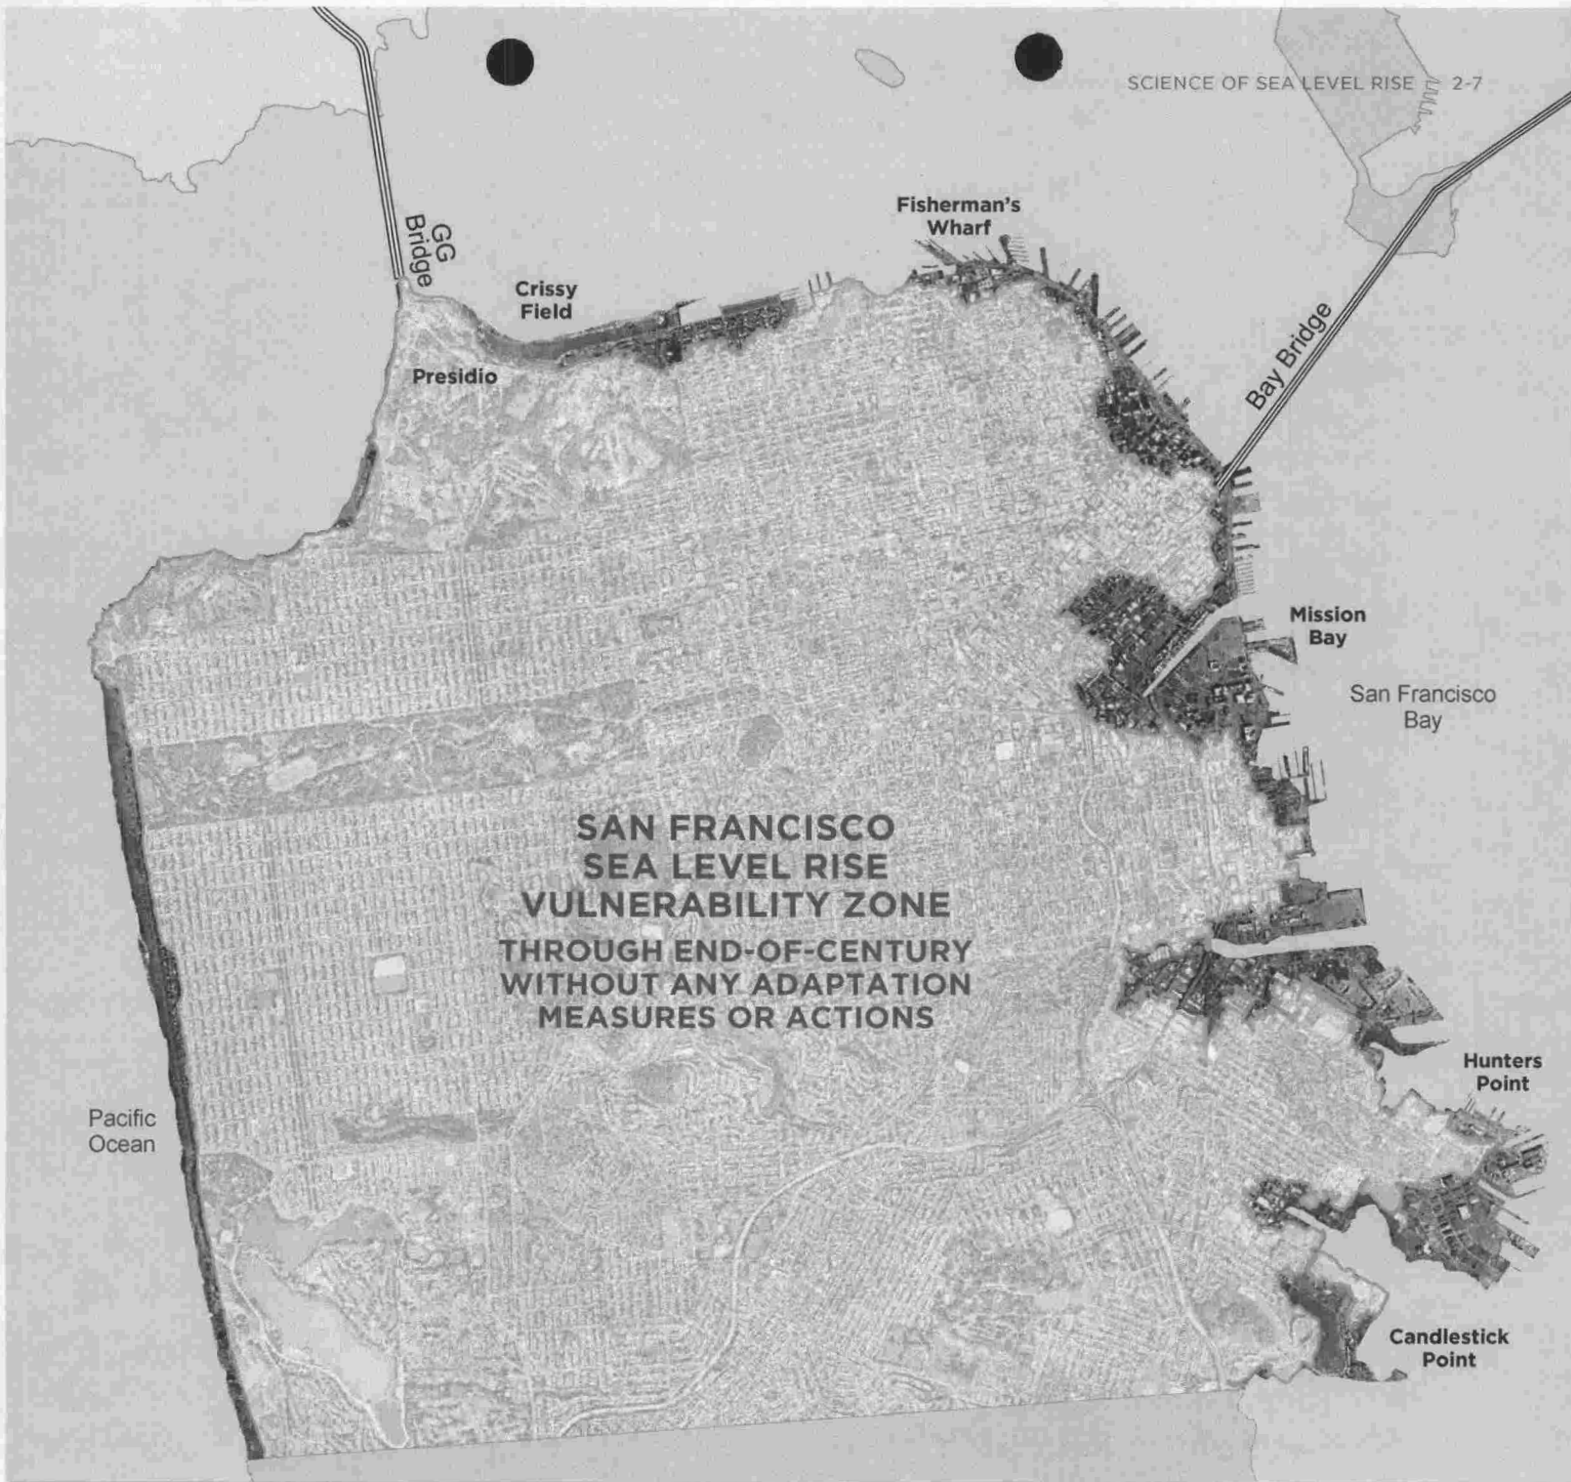 SCIENCE OF SEA LEVEL RISE 2-7
Fisherman's
Wharf
GG
Bridge
Crissy
Field
Presidio
Bay Bridge
Mission
Bay
San Francisco
Bay
SAN FRANCISCO
SEA LEVEL RISE
VULNERABILITY ZONE
THROUGH END-OF-CENTURY
WITHOUT ANY ADAPTATION
MEASURES OR ACTIONS
Hunters
Point
Pacific
Ocean
Candlestick
Point